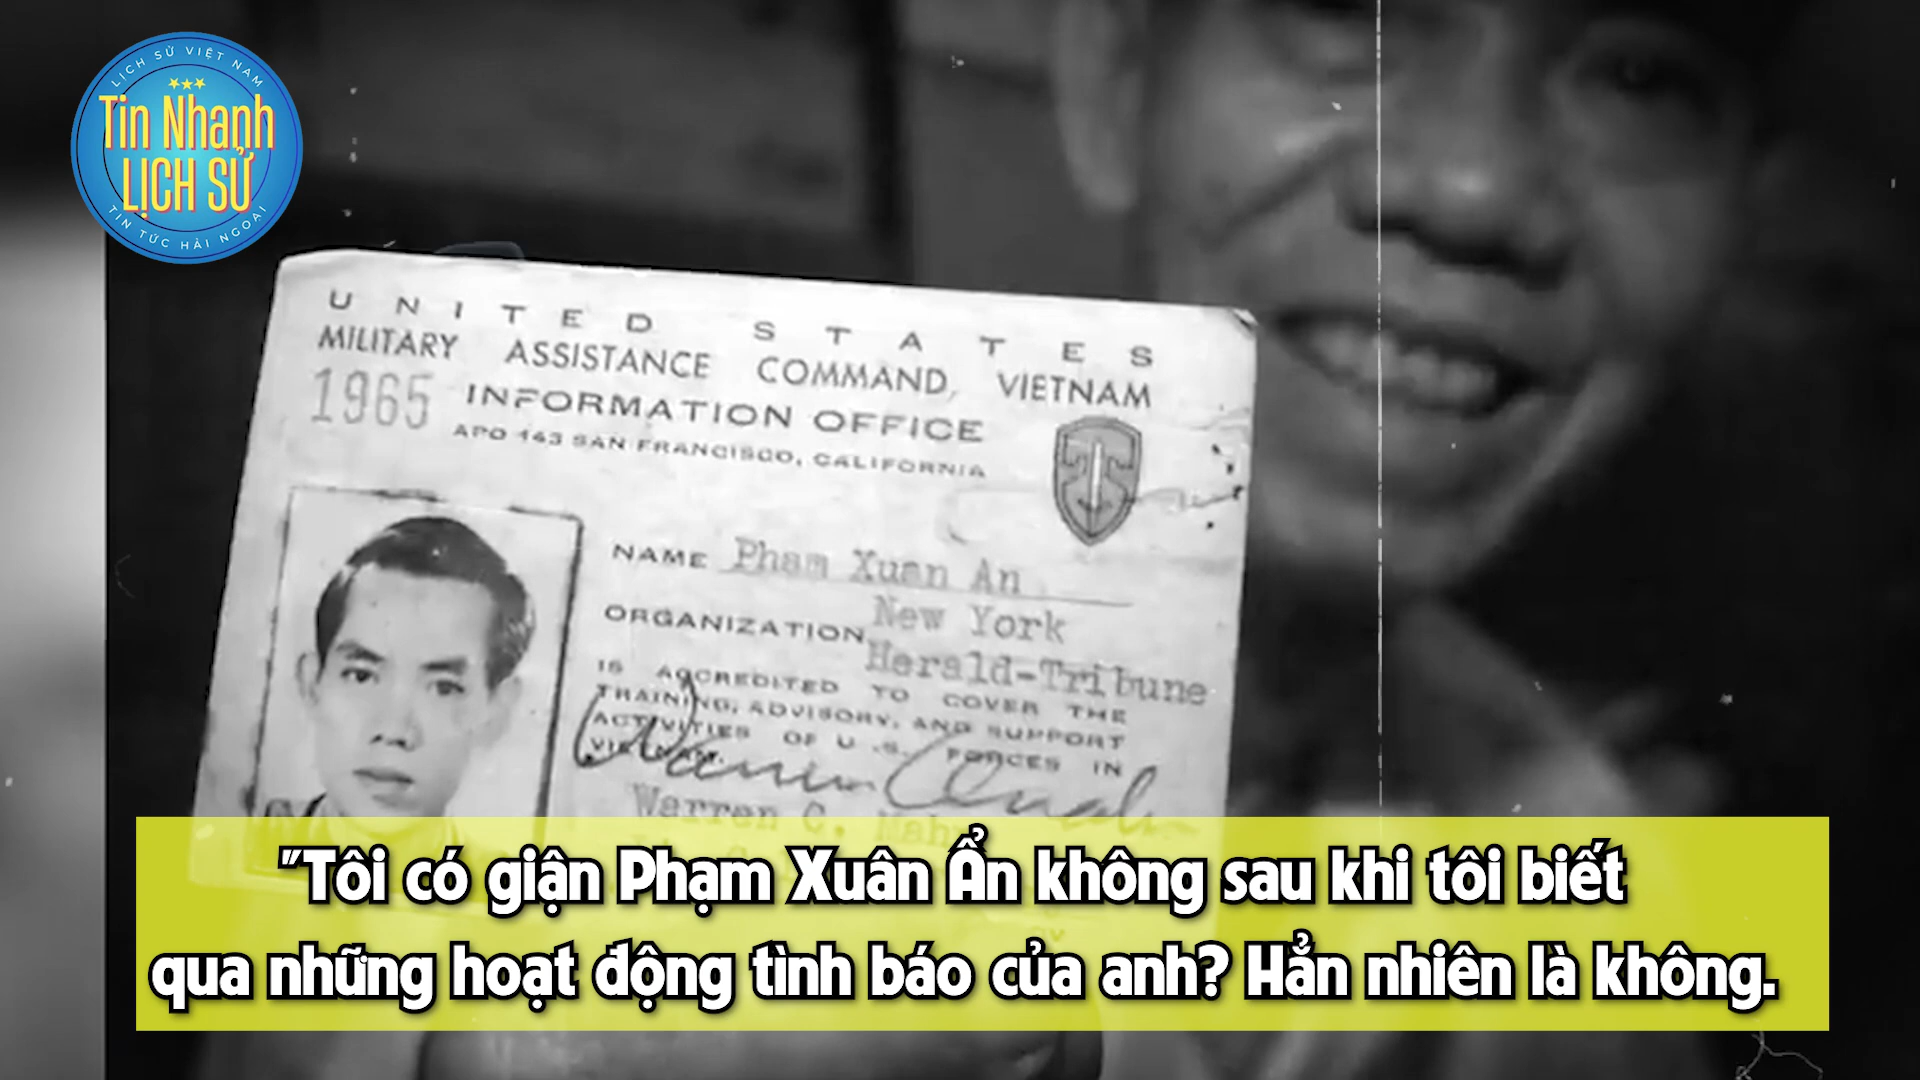 LỊCH SỬ VIỆT NAM
Tin Nhanh
LỊCH SỬ
TIN TỨC HẢI NGOẠI
UNITED STATES
MILITARY ASSISTANCE COMMAND, VIETNAM
1965 INFORMATION OFFICE
APO 143 SAN FRANCISCO, CALIFORNIA
NAME Pham Xuan An
ORGANIZATION New York
Herald-Tribune
IS ACCREDITED TO COVER THE
TRAINING, ADVISORY, AND SUPPORT
ACTIVITIES OF U.S. FORCES IN
VIETNAM.
Warren C.
"Tôi có giận Phạm Xuân Ẩn không sau khi tôi biết
qua những hoạt động tình báo của anh? Hẳn nhiên là không.